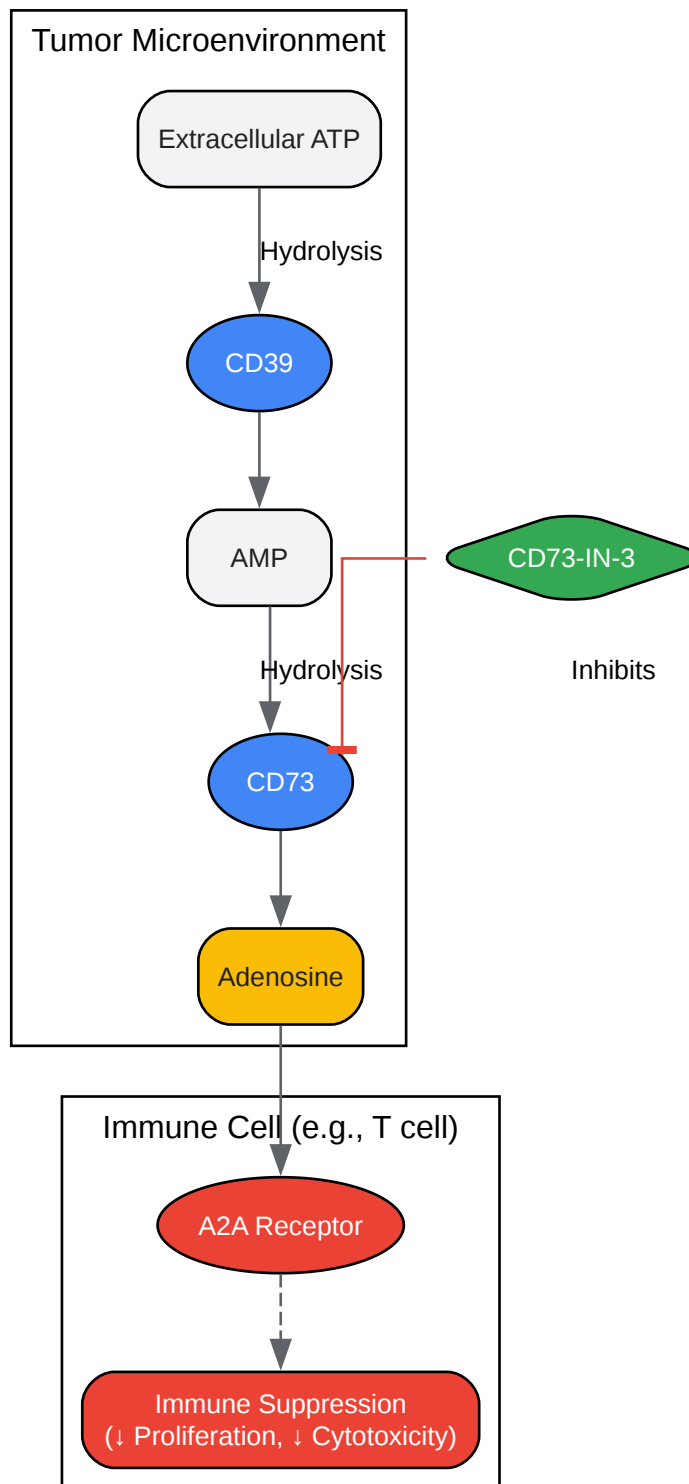 Tumor Microenvironment
Extracellular ATP
Hydrolysis
CD39
AMP
CD73-IN-3
Hydrolysis
Inhibits
CD73
Adenosine
Immune Cell (e.g., T cell)
A2A Receptor
Immune Suppression
(↓ Proliferation, ↓ Cytotoxicity)